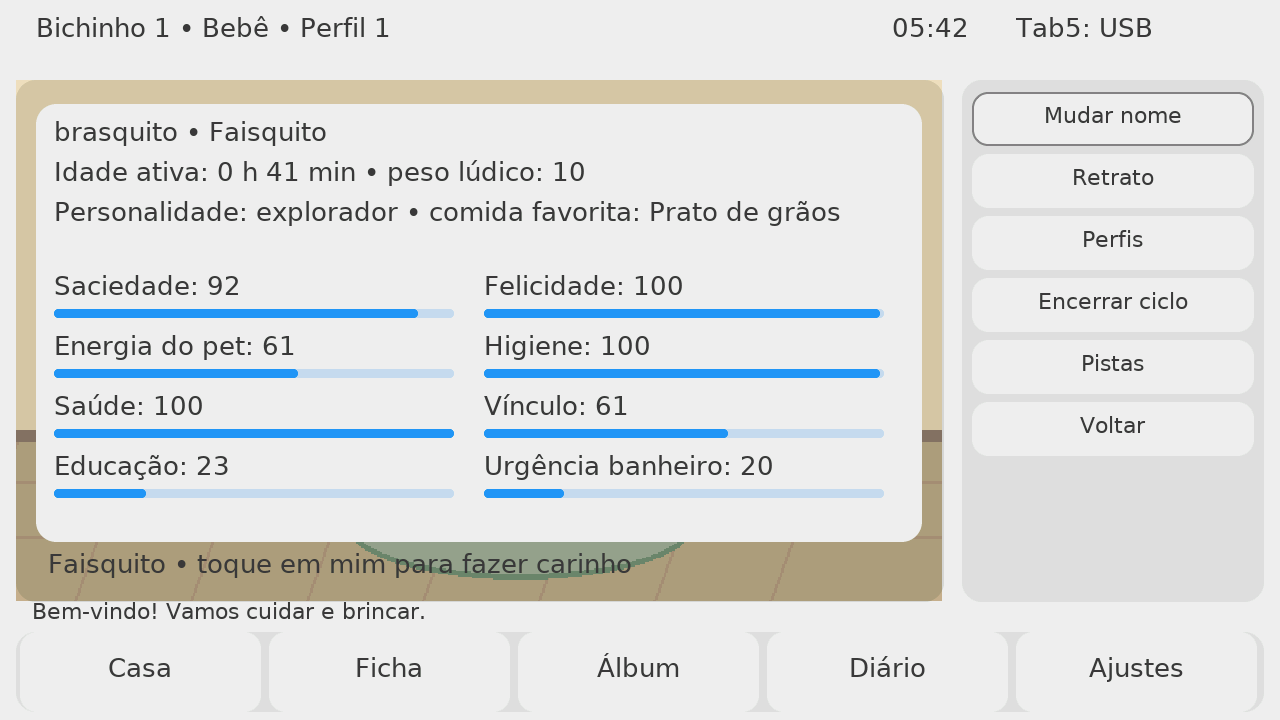 Bichinho 1 • Bebê • Perfil 1
05:42
Tab5: USB
brasquito • Faisquito
Idade ativa: 0 h 41 min • peso lúdico: 10
Personalidade: explorador • comida favorita: Prato de grãos
Saciedade: 92
Felicidade: 100
Energia do pet: 61
Higiene: 100
Saúde: 100
Vínculo: 61
Educação: 23
Urgência banheiro: 20
Faisquito • toque em mim para fazer carinho
Bem-vindo! Vamos cuidar e brincar.
Mudar nome
Retrato
Perfis
Encerrar ciclo
Pistas
Voltar
Casa
Ficha
Álbum
Diário
Ajustes